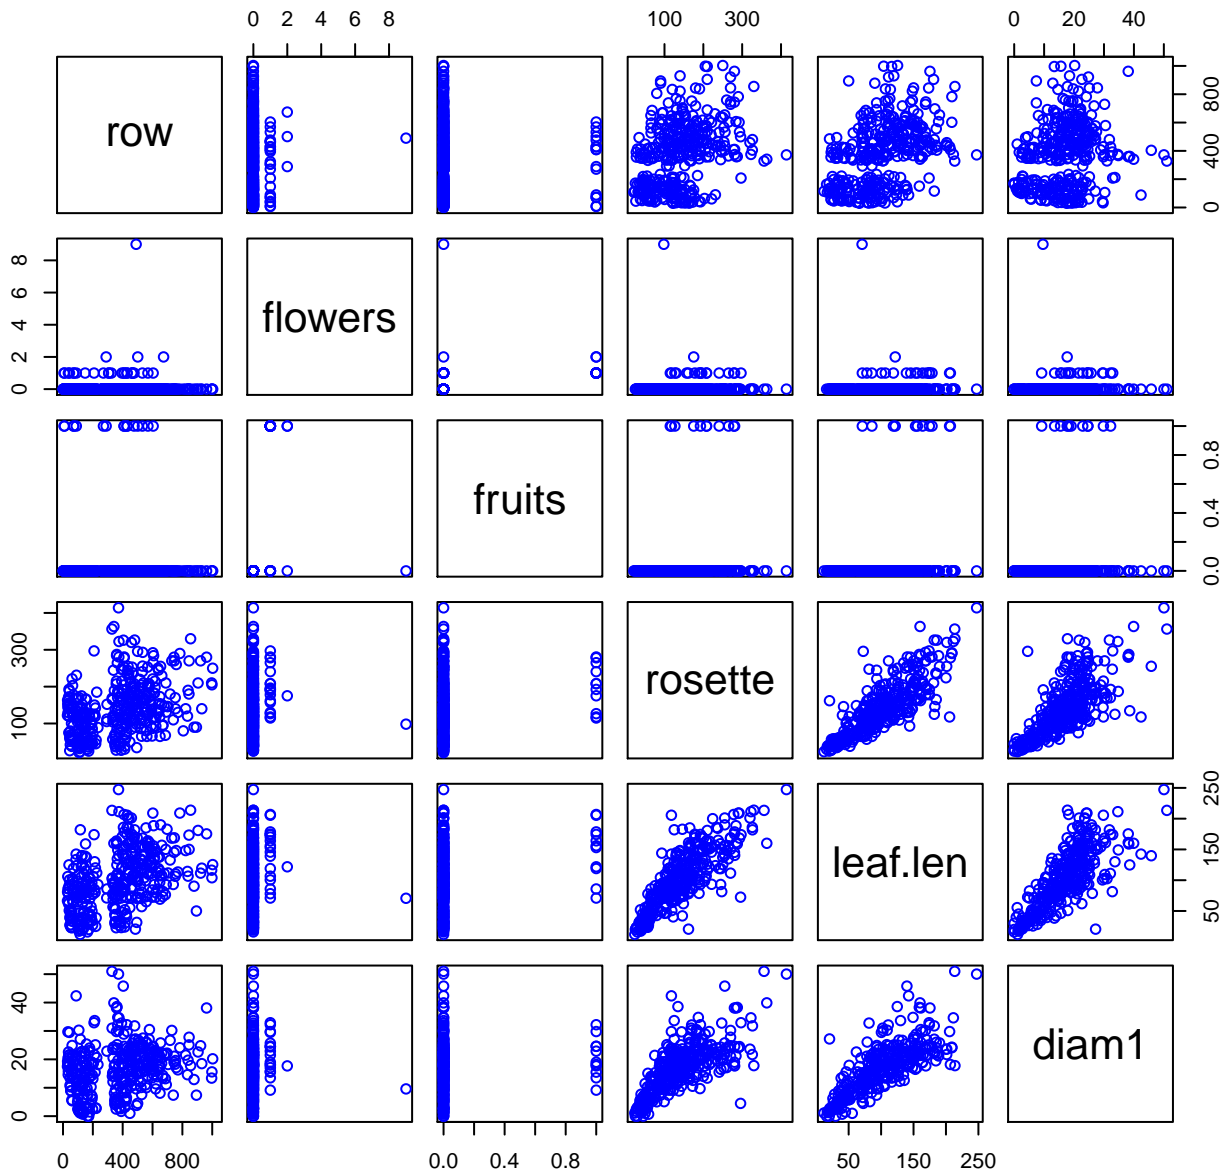 0 2 4 6 8 100 300 0 20 40
row 0 400 800
0 2 4 6 8 flowers
fruits 0.0 0.4 0.8
100 300 rosette
leaf.len 50 150 250
0 20 40 diam1
0 400 800 0.0 0.4 0.8 50 150 250